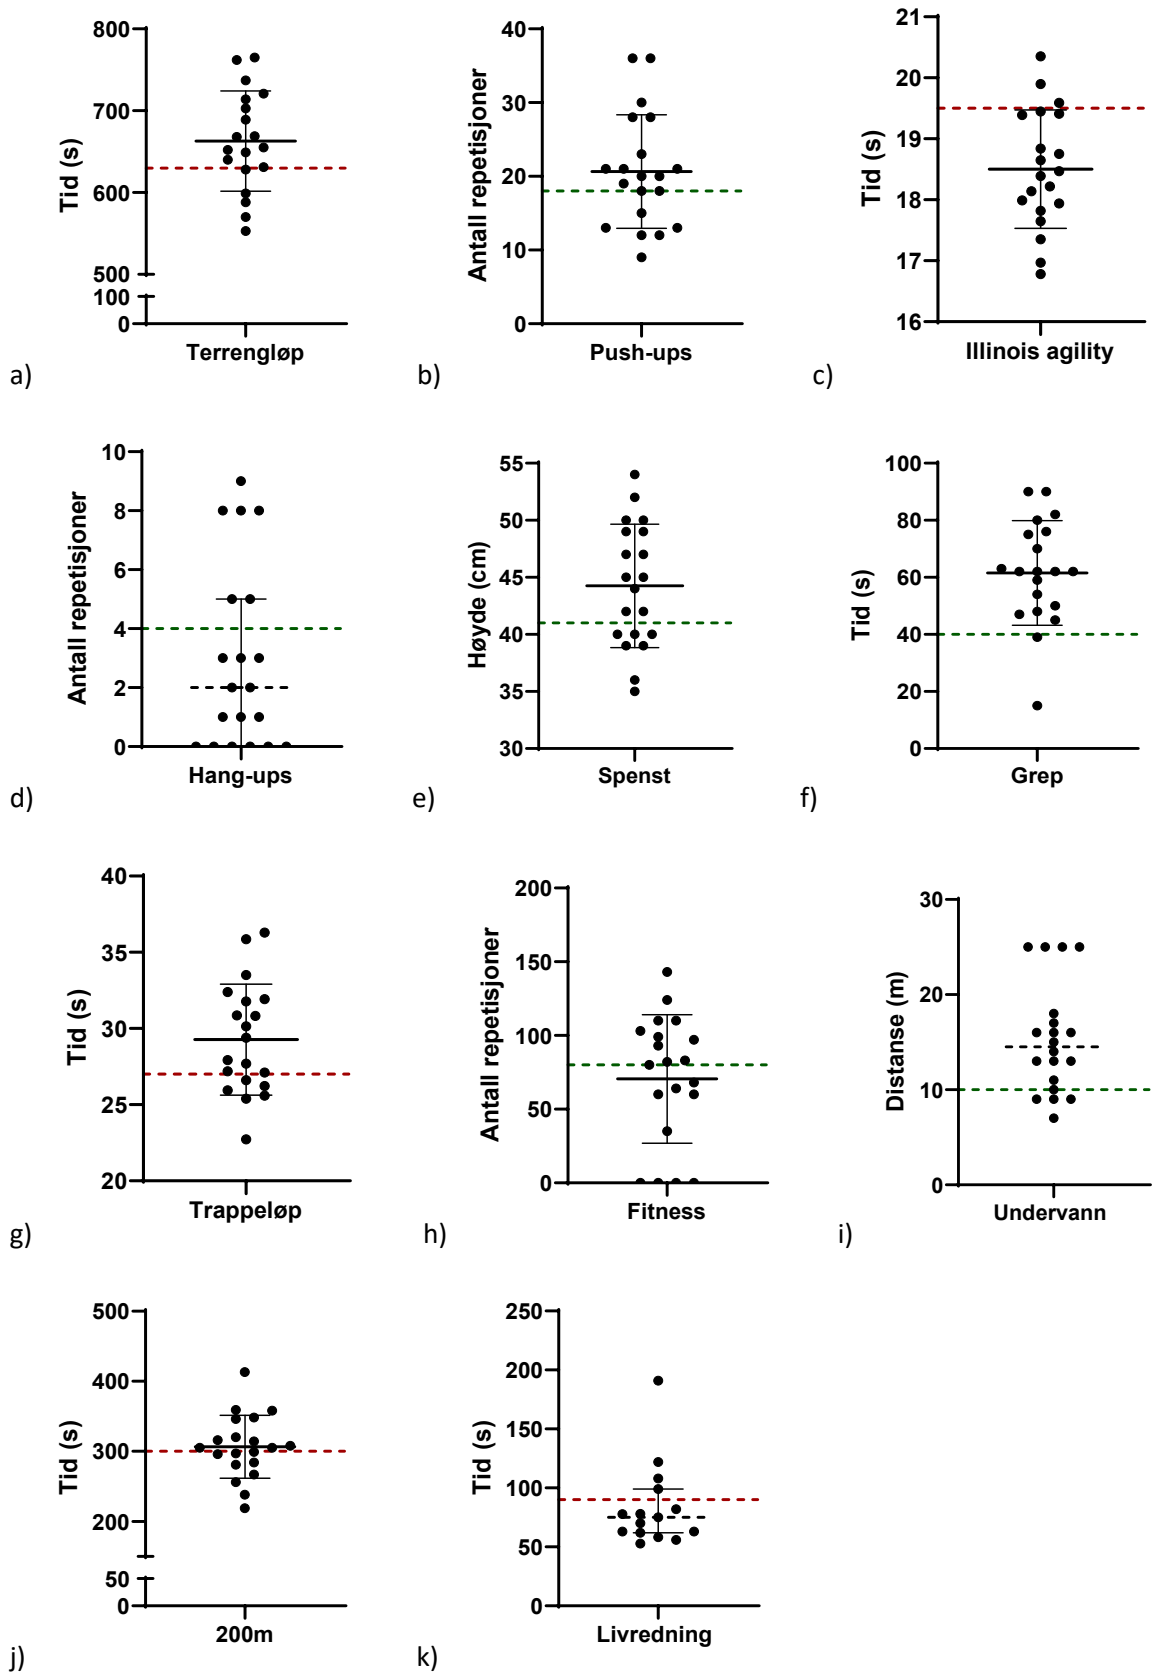 Tid (s)
800
700
600
500
100
0
Terrengløp
a)
Antall repetisjoner
40
30
20
10
0
Push-ups
b)
Tid (s)
21
20
19
18
17
16
Illinois agility
c)
Antall repetisjoner
10
8
6
4
2
0
Hang-ups
d)
Høyde (cm)
55
50
45
40
35
30
Spenst
e)
Tid (s)
100
80
60
40
20
0
Grep
f)
Tid (s)
40
35
30
25
20
Trappeløp
g)
Antall repetisjoner
200
150
100
50
0
Fitness
h)
Distanse (m)
30
20
10
0
Undervann
i)
Tid (s)
500
400
300
200
50
0
200m
j)
Tid (s)
250
200
150
100
50
0
Livredning
k)